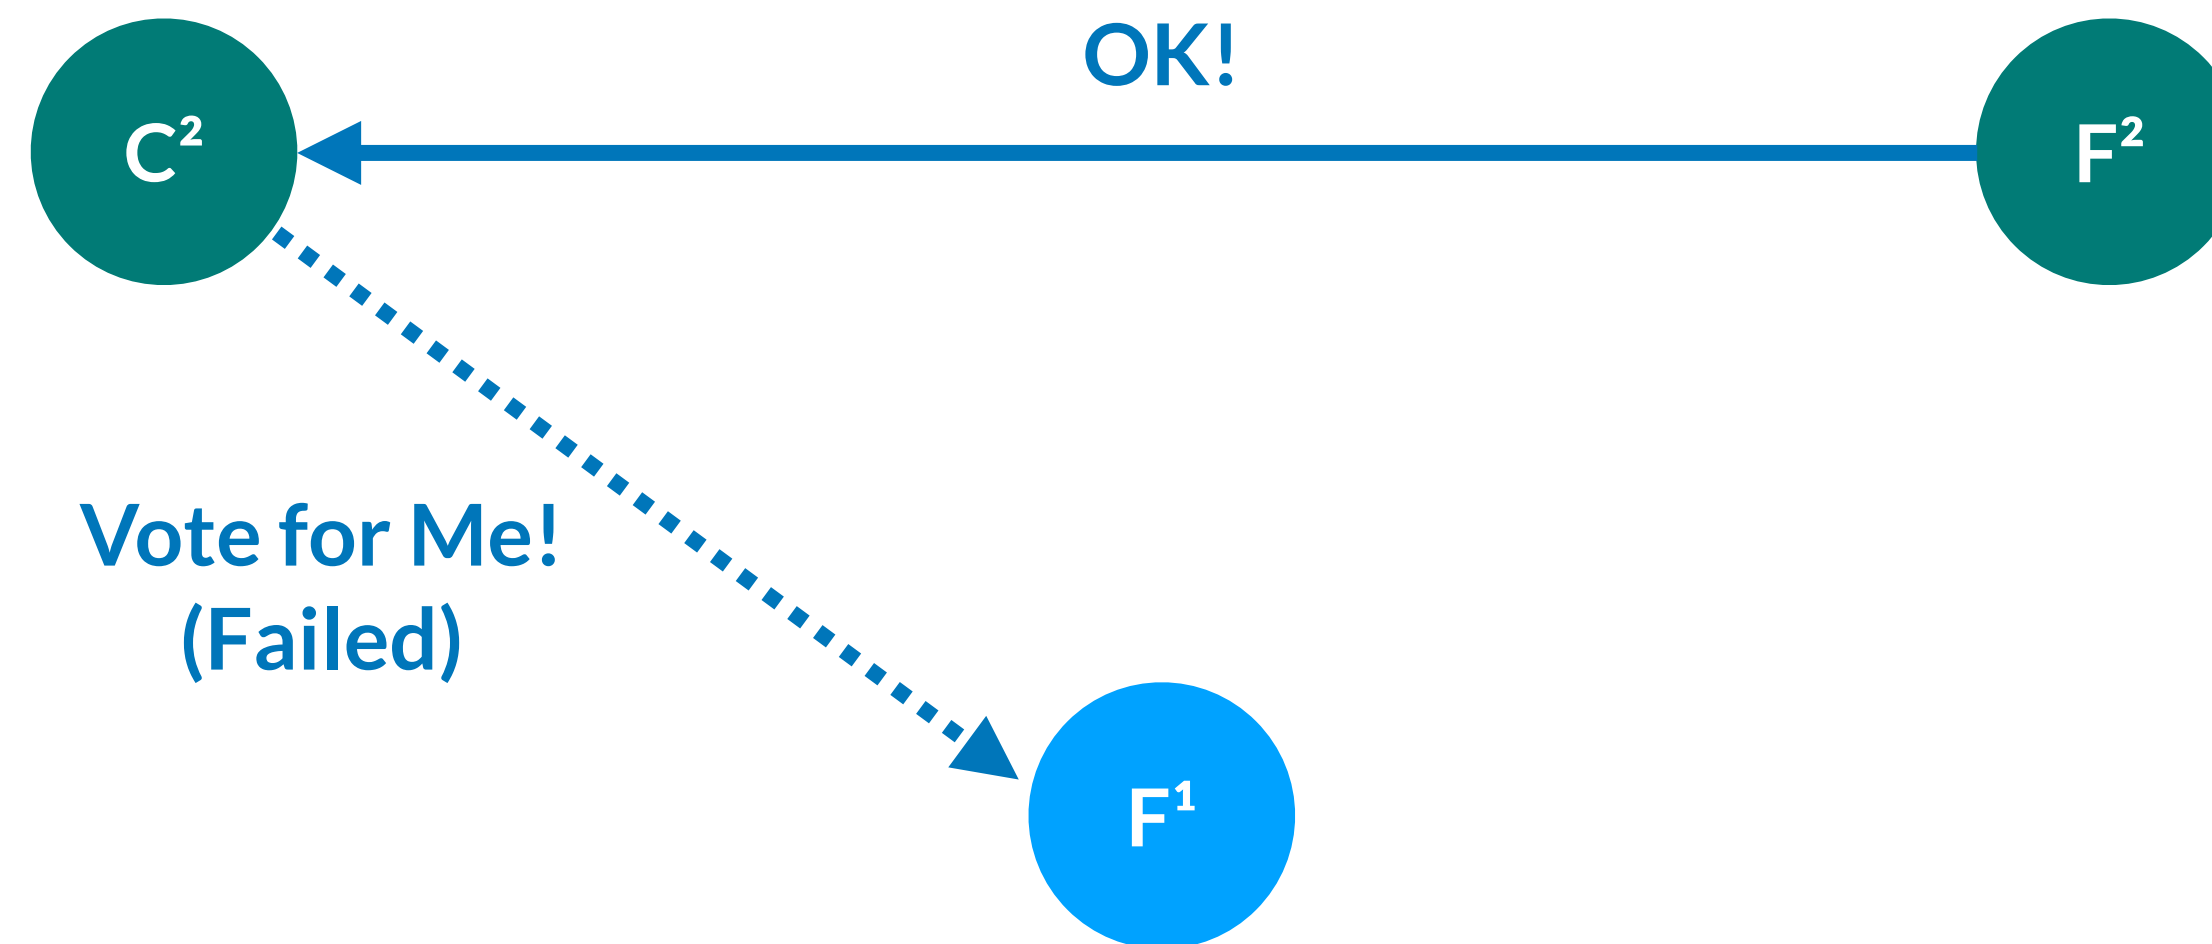 OK!
C²
F²
Vote for Me!
(Failed)
F¹